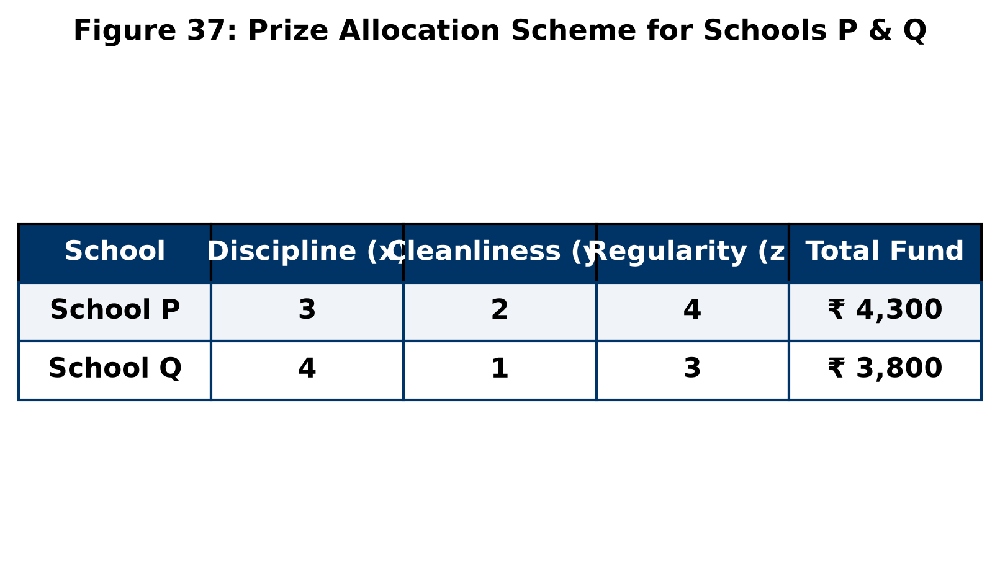 Figure 37: Prize Allocation Scheme for Schools P & Q
School Discipline (x) Cleanliness (y) Regularity (z) Total Fund
School P 3 2 4 ₹ 4,300
School Q 4 1 3 ₹ 3,800